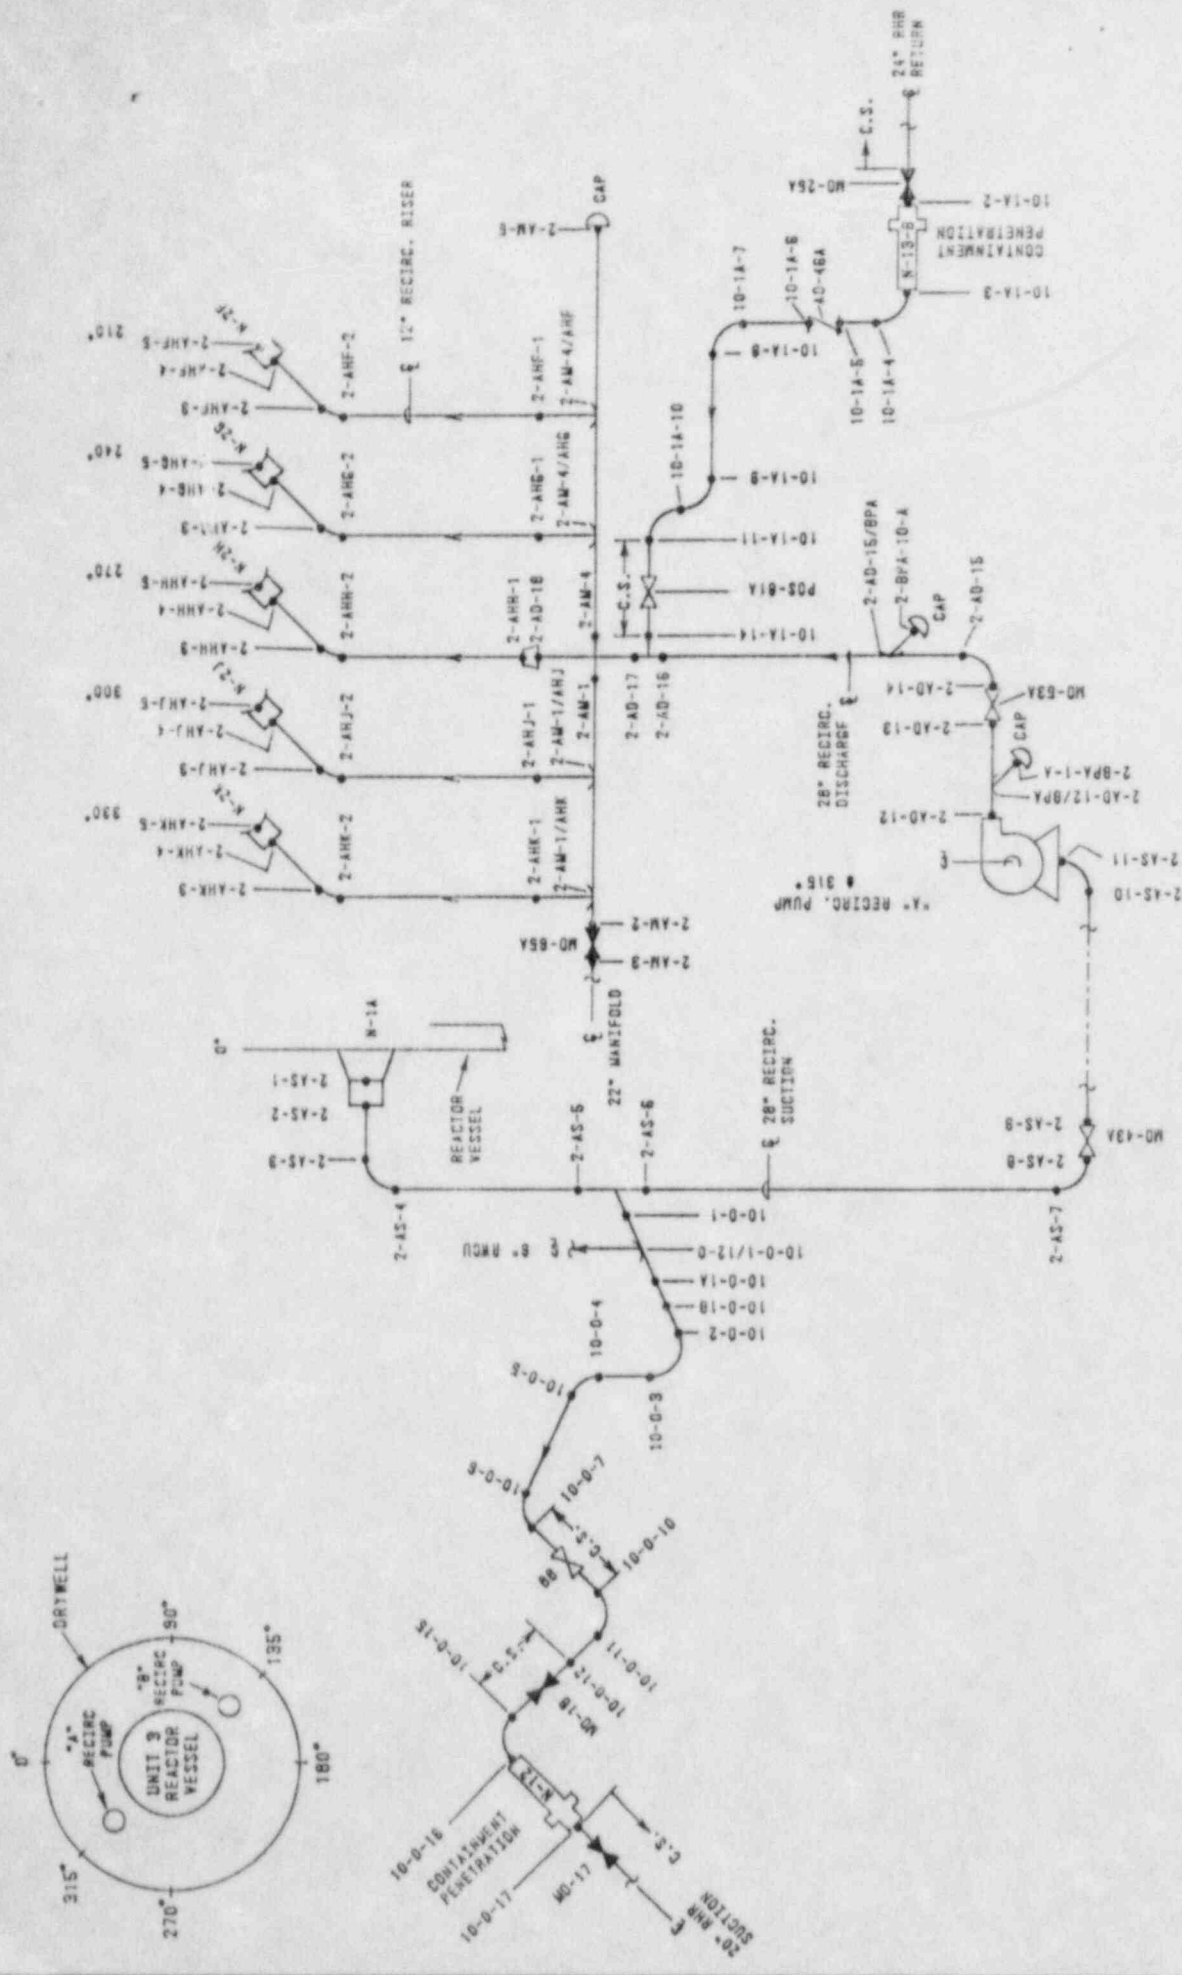 DRYWELL
0°
90°
135°
180°
270°
315°
"A"
RECIRC
PUMP
"B"
RECIRC
PUMP
UNIT 3
REACTOR
VESSEL
10-0-16
CONTAINMENT
PENETRATION
N-12
10-0-17
MO-17
C.S.
20" RHR
SUCTION
10-0-15
C.S.
MO-18
10-0-12
10-0-11
10-0-10
C.S.
88
10-0-7
10-0-6
10-0-5
10-0-4
10-0-3
10-0-2
10-0-1B
10-0-1A
10-0-1/12-0
6" RWCU
10-0-1
0°
N-1A
REACTOR
VESSEL
2-AS-1
2-AS-2
2-AS-3
2-AS-4
2-AS-5
2-AS-6
28" RECIRC.
SUCTION
2-AS-7
2-AS-8
2-AS-9
MO-43A
2-AS-10
2-AS-11
"A" RECIRC. PUMP
@ 315°
2-AD-12
2-AD-12/BPA
2-BPA-1-A
CAP
2-AD-13
MO-53A
2-AD-14
2-AD-15
CAP
2-BPA-10-A
2-AD-15/BPA
28" RECIRC.
DISCHARGE
2-AD-16
2-AD-17
22" MANIFOLD
2-AM-3
MO-65A
2-AM-2
2-AM-1/AHK
2-AHK-1
2-AHK-2
2-AHK-3
2-AHK-4
2-AHK-5
N-2K
330°
2-AM-1
2-AM-1/AHJ
2-AHJ-1
2-AHJ-2
2-AHJ-3
2-AHJ-4
2-AHJ-5
N-2J
300°
2-AM-4
2-AD-18
2-AHH-1
2-AHH-2
2-AHH-3
2-AHH-4
2-AHH-5
N-2H
270°
2-AM-4/AHG
2-AHG-1
2-AHG-2
2-AHG-3
2-AHG-4
2-AHG-5
N-2G
240°
2-AM-4/AHF
2-AHF-1
2-AHF-2
2-AHF-3
2-AHF-4
2-AHF-5
N-2F
210°
12" RECIRC. RISER
2-AM-5
CAP
10-1A-14
C.S.
POS-81A
10-1A-11
10-1A-10
10-1A-9
10-1A-8
10-1A-7
10-1A-6
AO-46A
10-1A-5
10-1A-4
10-1A-3
N-13-B
CONTAINMENT
PENETRATION
10-1A-2
MO-25A
C.S.
24" RHR
RETURN